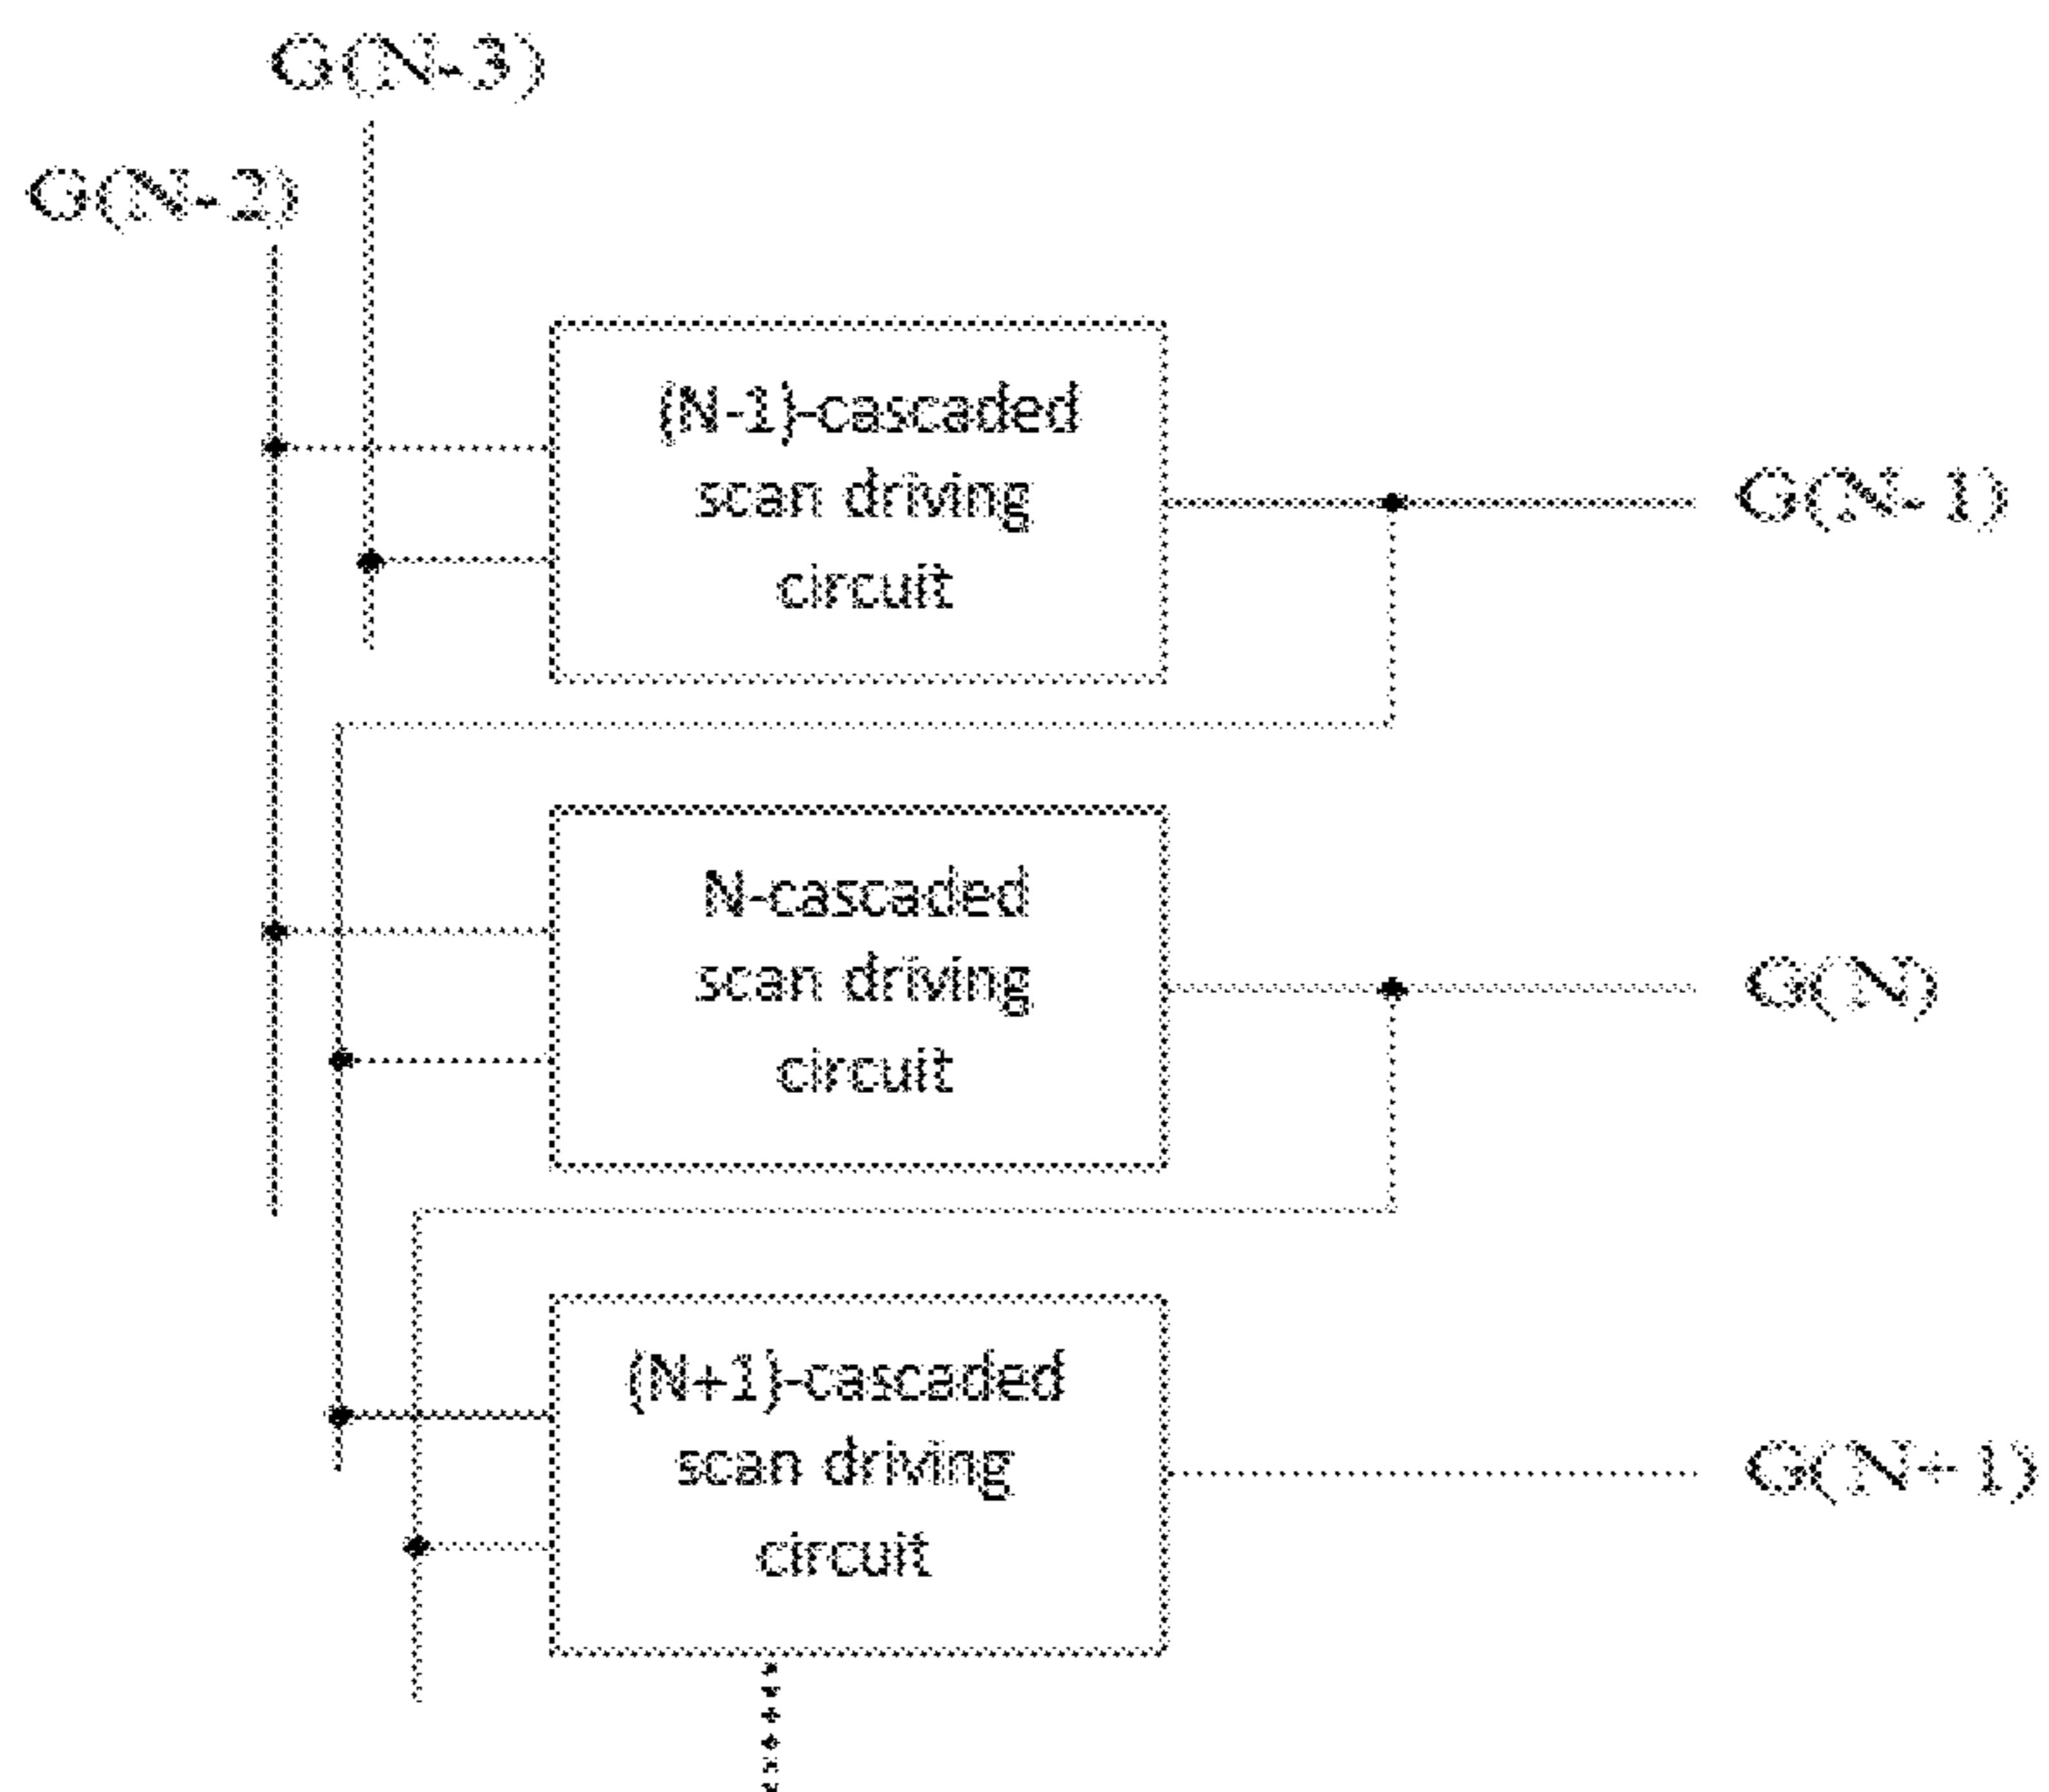 G(N-3)
G(N-2)
(N-1)-cascaded
scan driving
circuit
G(N-1)
N-cascaded
scan driving
circuit
G(N)
(N+1)-cascaded
scan driving
circuit
G(N+1)